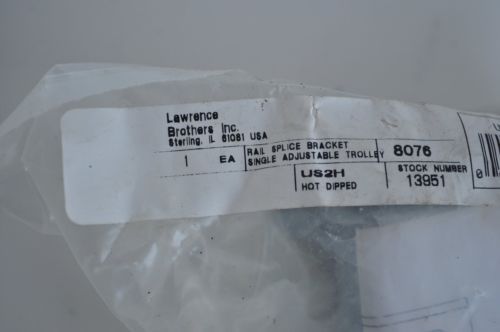 Lawrence
Brothers Inc.
Sterling, IL 61081 USA
1 EA RAIL SPLICE BRACKET 8076
SINGLE ADJUSTABLE TROLLEY
US2H STOCK NUMBER
HOT DIPPED 13951
0